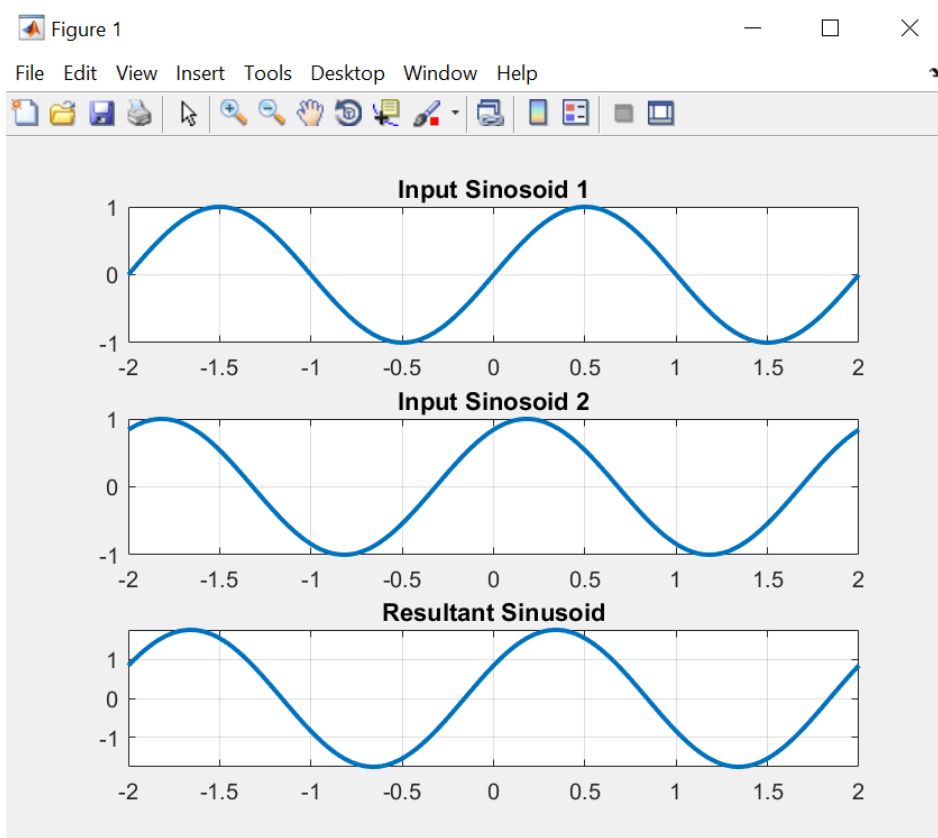 Figure 1
File Edit View Insert Tools Desktop Window Help
Input Sinosoid 1
1
0
-1
-2 -1.5 -1 -0.5 0 0.5 1 1.5 2
Input Sinosoid 2
1
0
-1
-2 -1.5 -1 -0.5 0 0.5 1 1.5 2
Resultant Sinusoid
1
0
-1
-2 -1.5 -1 -0.5 0 0.5 1 1.5 2